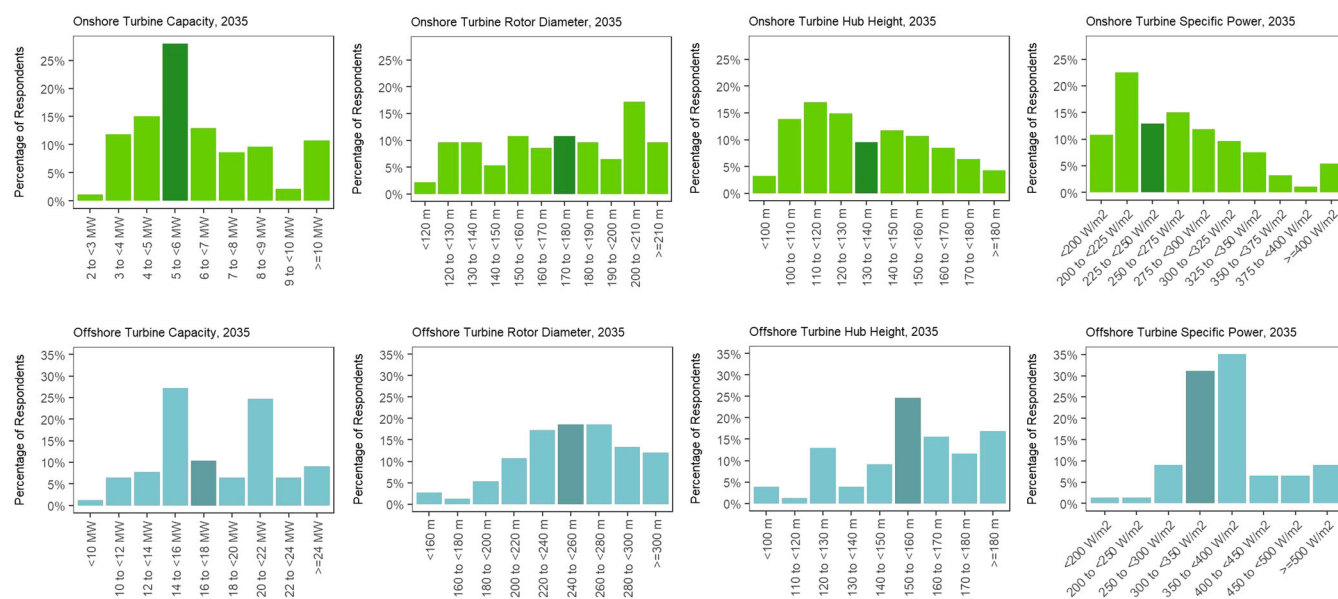 Onshore Turbine Capacity, 2035
Percentage of Respondents
25%
20%
15%
10%
5%
0%
2 to <3 MW
3 to <4 MW
4 to <5 MW
5 to <6 MW
6 to <7 MW
7 to <8 MW
8 to <9 MW
9 to <10 MW
>=10 MW
Onshore Turbine Rotor Diameter, 2035
Percentage of Respondents
25%
20%
15%
10%
5%
0%
<120 m
120 to <130 m
130 to <140 m
140 to <150 m
150 to <160 m
160 to <170 m
170 to <180 m
180 to <190 m
190 to <200 m
200 to <210 m
>=210 m
Onshore Turbine Hub Height, 2035
Percentage of Respondents
25%
20%
15%
10%
5%
0%
<100 m
100 to <110 m
110 to <120 m
120 to <130 m
130 to <140 m
140 to <150 m
150 to <160 m
160 to <170 m
170 to <180 m
>=180 m
Onshore Turbine Specific Power, 2035
Percentage of Respondents
25%
20%
15%
10%
5%
0%
<200 W/m2
200 to <225 W/m2
225 to <250 W/m2
250 to <275 W/m2
275 to <300 W/m2
300 to <325 W/m2
325 to <350 W/m2
350 to <375 W/m2
375 to <400 W/m2
>=400 W/m2
Offshore Turbine Capacity, 2035
Percentage of Respondents
35%
30%
25%
20%
15%
10%
5%
0%
<10 MW
10 to <12 MW
12 to <14 MW
14 to <16 MW
16 to <18 MW
18 to <20 MW
20 to <22 MW
22 to <24 MW
>=24 MW
Offshore Turbine Rotor Diameter, 2035
Percentage of Respondents
35%
30%
25%
20%
15%
10%
5%
0%
<160 m
160 to <180 m
180 to <200 m
200 to <220 m
220 to <240 m
240 to <260 m
260 to <280 m
280 to <300 m
>=300 m
Offshore Turbine Hub Height, 2035
Percentage of Respondents
35%
30%
25%
20%
15%
10%
5%
0%
<100 m
110 to <120 m
120 to <130 m
130 to <140 m
140 to <150 m
150 to <160 m
160 to <170 m
170 to <180 m
>=180 m
Offshore Turbine Specific Power, 2035
Percentage of Respondents
35%
30%
25%
20%
15%
10%
5%
0%
<200 W/m2
200 to <250 W/m2
250 to <300 W/m2
300 to <350 W/m2
350 to <400 W/m2
400 to <450 W/m2
450 to <500 W/m2
>=500 W/m2